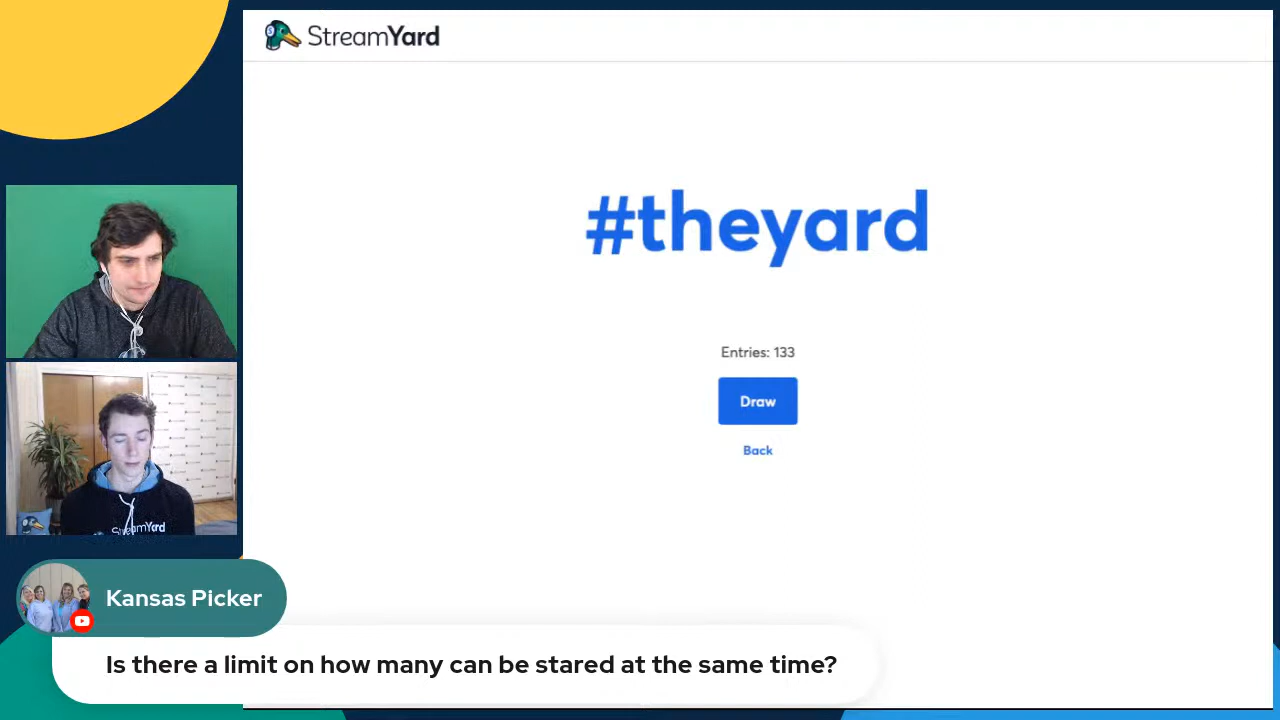 StreamYard
#theyard
Entries: 133
Draw
Back
StreamYard
Kansas Picker
Is there a limit on how many can be stared at the same time?